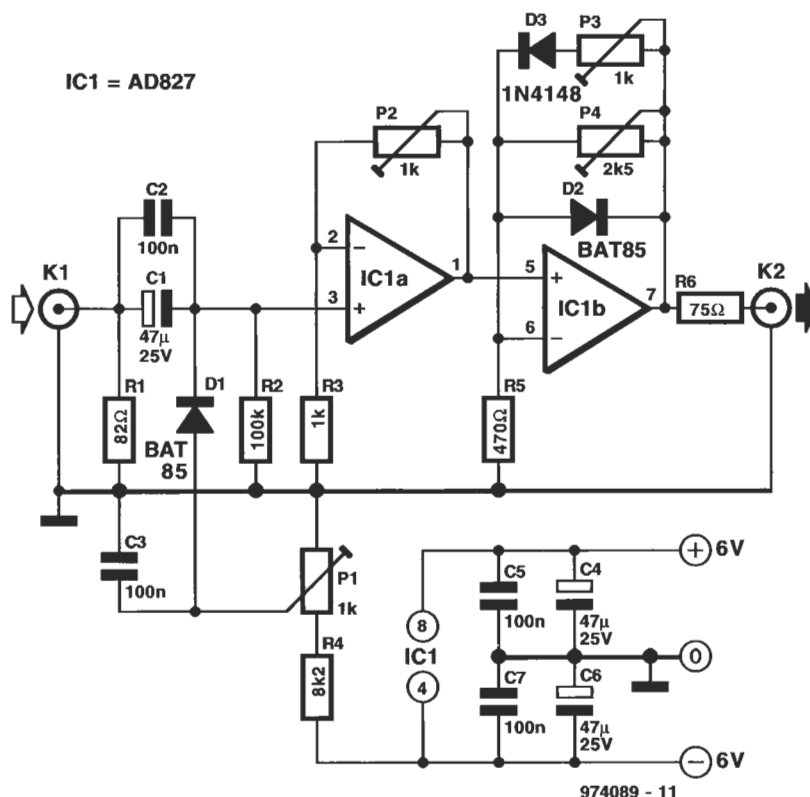 IC1 = AD827
D3
1N4148
P3
1k
P2
1k
P4
2k5
D2
BAT85
C2
100n
K1
C1
47µ
25V
2
−
3
+
IC1a
1
5
+
6
−
IC1b
7
R6
75Ω
K2
R1
82Ω
D1
BAT
85
R2
100k
R3
1k
R5
470Ω
C3
100n
P1
1k
R4
8k2
8
IC1
4
C5
100n
C4
47µ
25V
+
6V
0
C7
100n
C6
47µ
25V
−
6V
974089 - 11